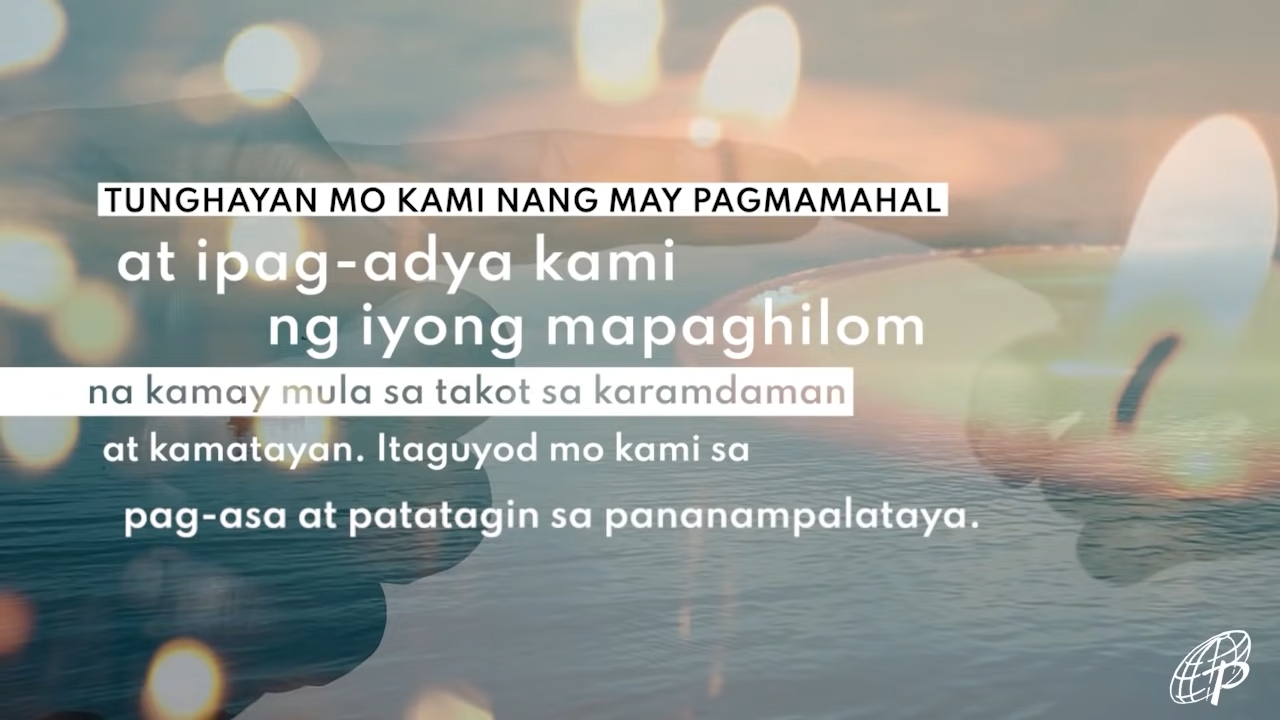 TUNGHAYAN MO KAMI NANG MAY PAGMAMAHAL
at ipag-adya kami
ng iyong mapaghilom
na kamay mula sa takot sa karamdaman
at kamatayan. Itaguyod mo kami sa
pag-asa at patatagin sa pananampalataya.